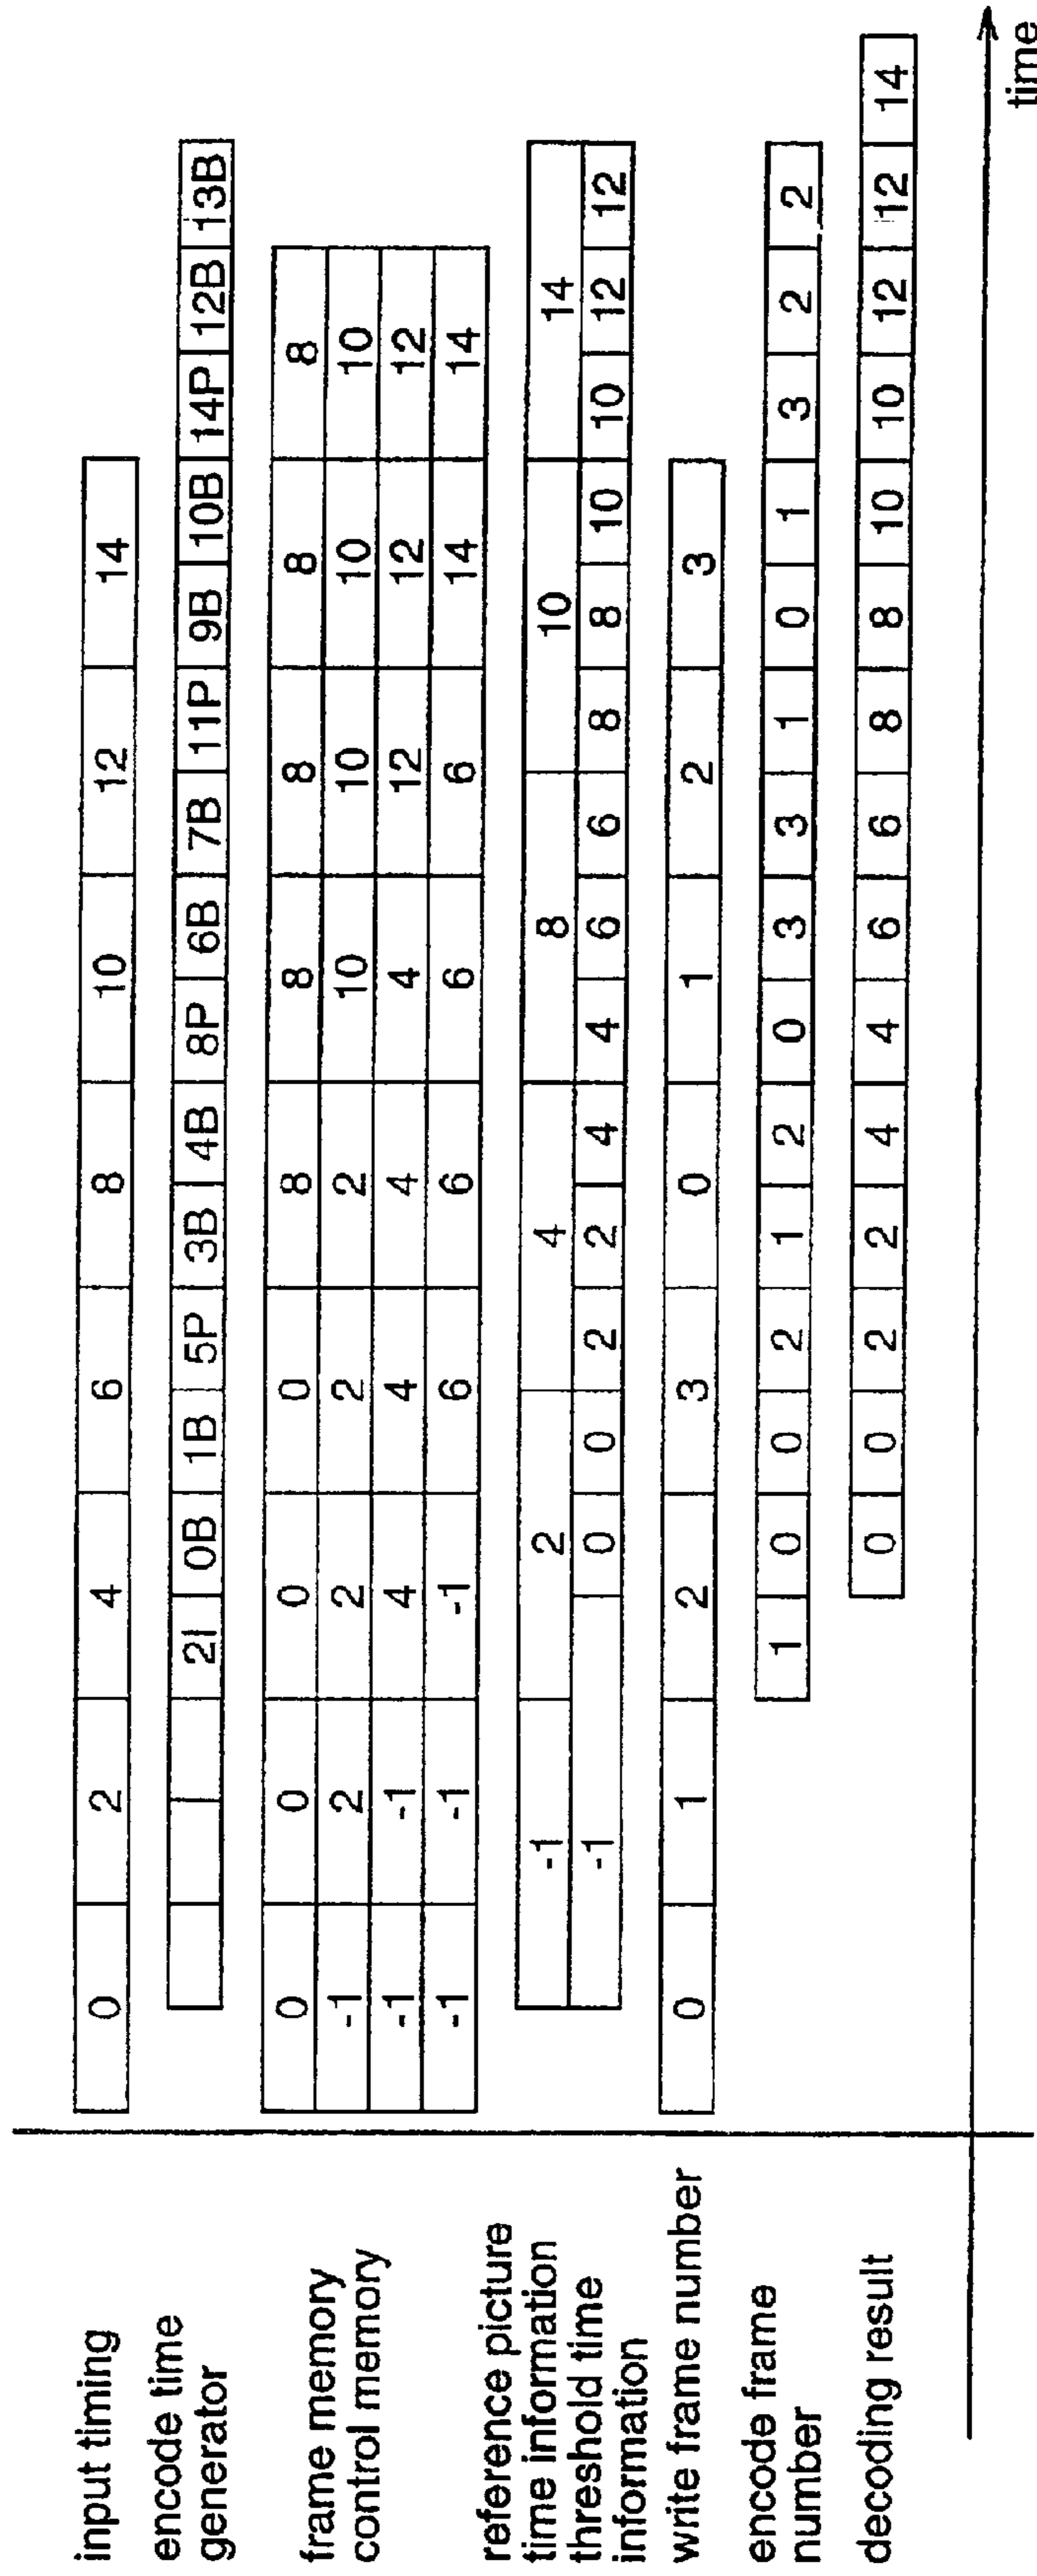 input timing
0 2 4 6 8 10 12 14
encode time
generator
2I 0B 1B 5P 3B 4B 8P 6B 7B 11P 9B 10B 14P 12B 13B
frame memory
control memory
0 0 0 0 8 8 8 8 8
-1 2 2 2 2 10 10 10 10
-1 -1 4 4 4 4 12 12 12
-1 -1 -1 6 6 6 6 14 14
reference picture
time information
-1 2 4 8 10 14
threshold time
information
-1 0 0 2 2 4 4 6 6 8 8 10 10 12 12
write frame number
0 1 2 3 0 1 2 3
encode frame
number
1 0 0 2 1 2 0 3 3 1 0 1 3 2 2
decoding result
0 0 2 2 4 4 6 6 8 8 10 10 12 12 14
time